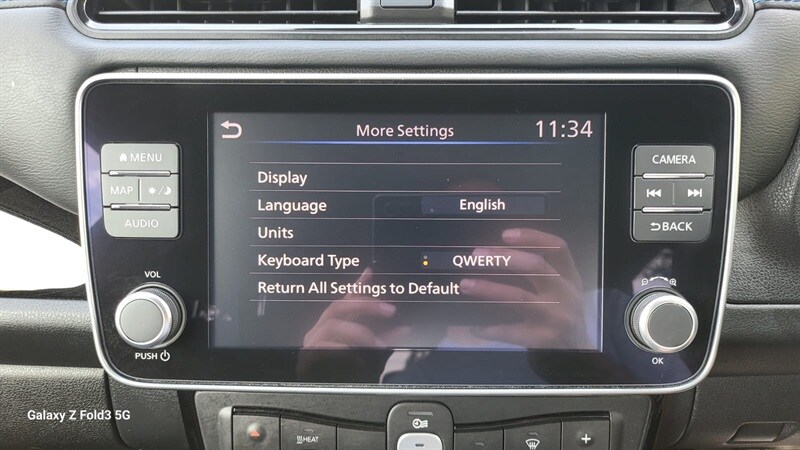 More Settings
11:34
Display
Language English
Units
Keyboard Type QWERTY
Return All Settings to Default
MENU
MAP
AUDIO
VOL
PUSH
CAMERA
BACK
OK
HEAT
Galaxy Z Fold3 5G